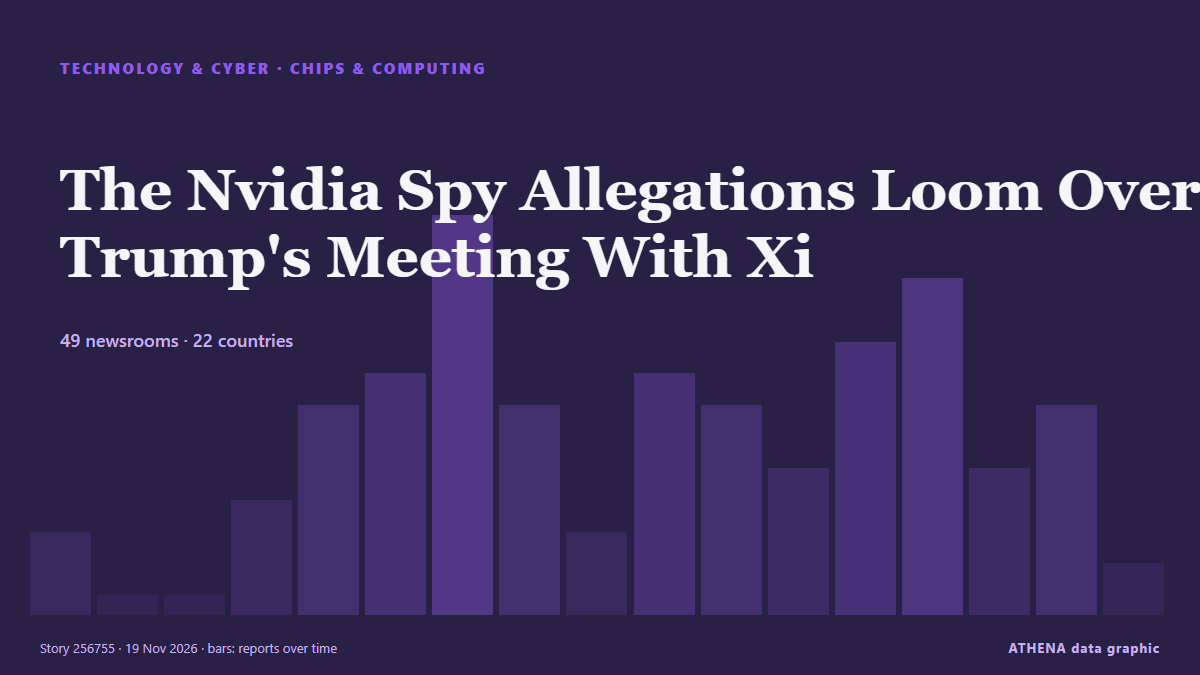 TECHNOLOGY & CYBER · CHIPS & COMPUTING
The Nvidia Spy Allegations Loom Over
Trump's Meeting With Xi
49 newsrooms · 22 countries
Story 256755 · 19 Nov 2026 · bars: reports over time
ATHENA data graphic